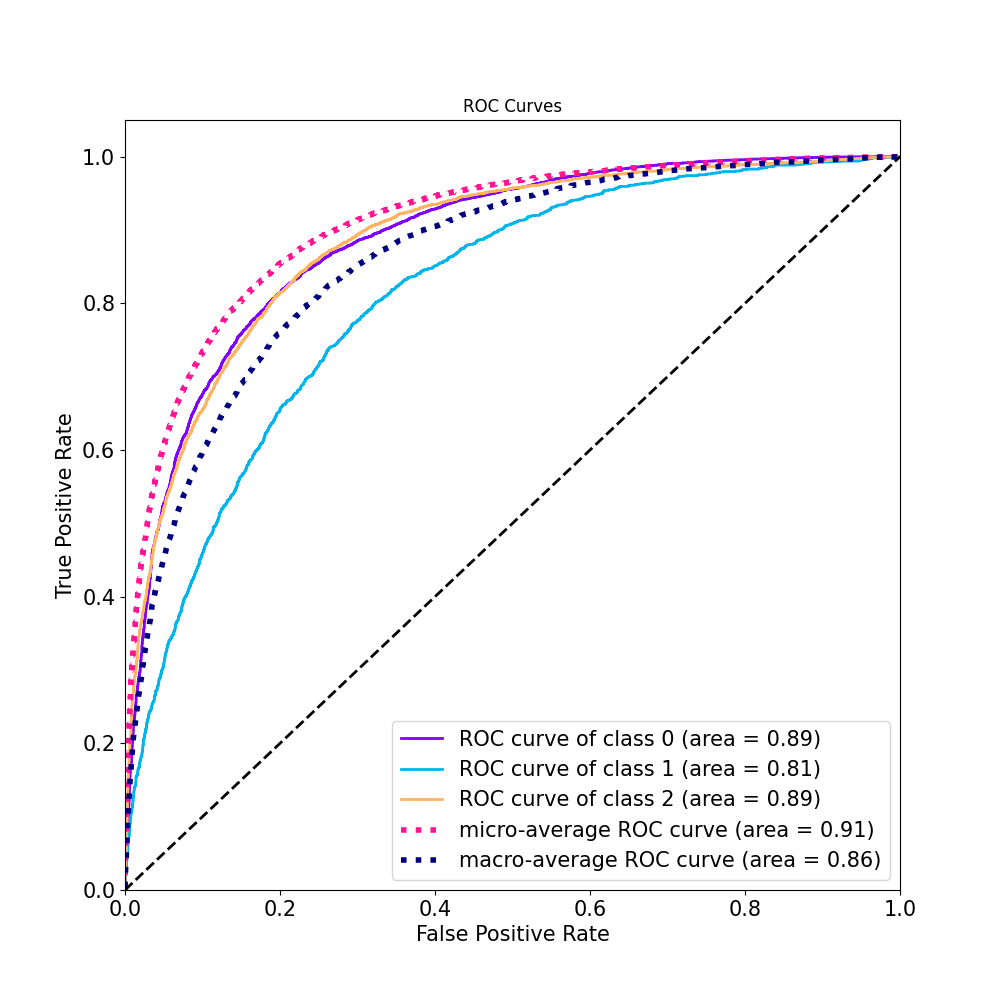 ROC Curves
1.0
0.8
0.6
0.4
0.2
0.0
True Positive Rate
ROC curve of class 0 (area = 0.89)
ROC curve of class 1 (area = 0.81)
ROC curve of class 2 (area = 0.89)
micro-average ROC curve (area = 0.91)
macro-average ROC curve (area = 0.86)
0.0 0.2 0.4 0.6 0.8 1.0
False Positive Rate